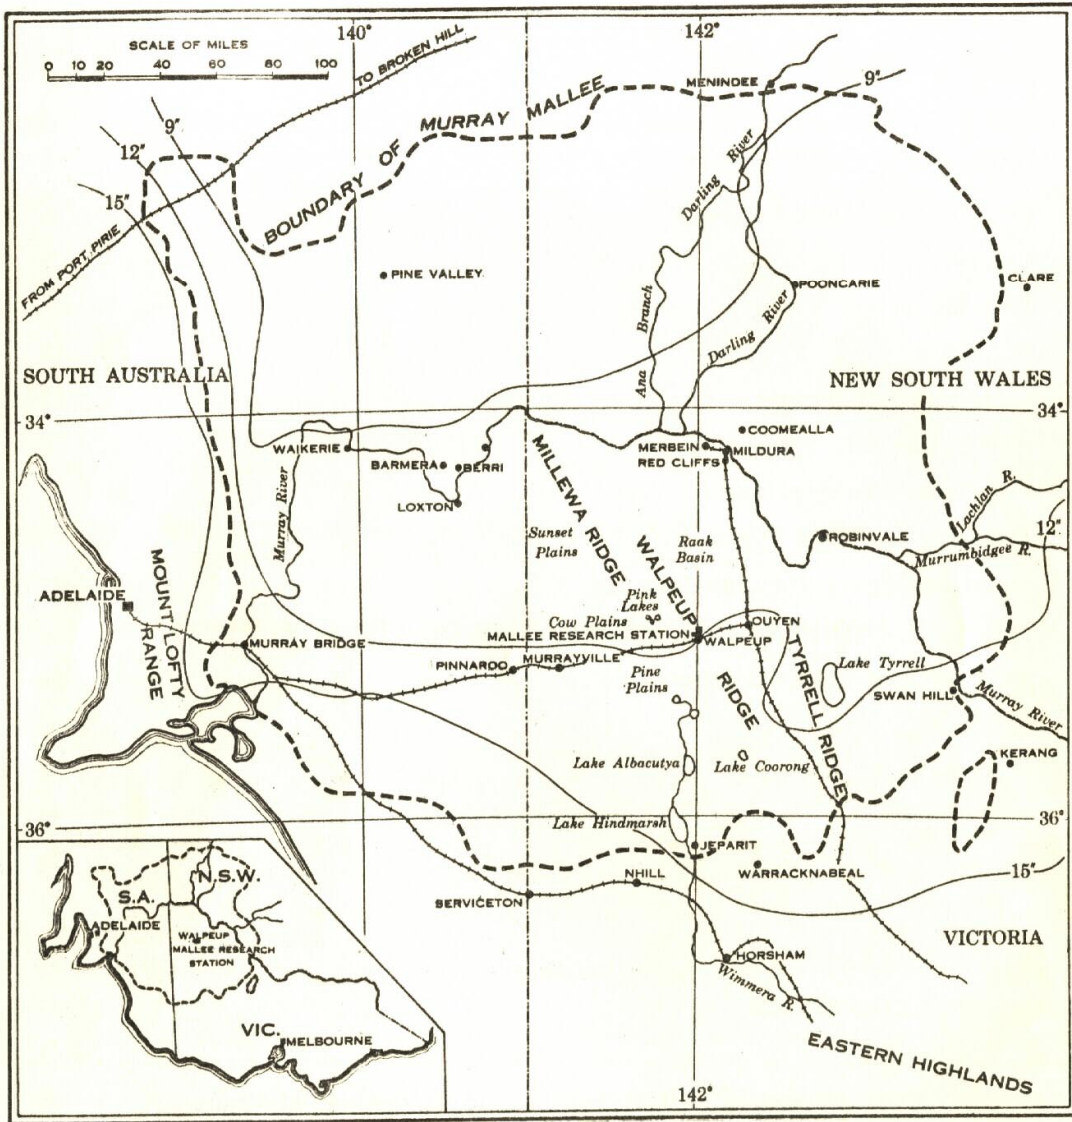 140°
142°
SCALE OF MILES
0 10 20 40 60 80 100
TO BROKEN HILL
MENINDEE
9"
9"
12"
15"
BOUNDARY OF MURRAY MALLEE
Darling River
FROM PORT PIRIE
PINE VALLEY
POONCARIE
CLARE
Ana Branch
Darling River
SOUTH AUSTRALIA
NEW SOUTH WALES
34°
34°
COOMEALLA
WAIKERIE
MERBEIN
MILDURA
BARMERA
BERRI
RED CLIFFS
LOXTON
MILLEWA RIDGE
Murray River
Lachlan R.
12"
Sunset
Plains
Raak
Basin
ROBINVALE
Murrumbidgee R.
WALPEUP
RIDGE
ADELAIDE
MOUNT LOFTY
RANGE
Pink
Lakes
Cow Plains
OUYEN
MALLEE RESEARCH STATION
WALPEUP
MURRAY BRIDGE
PINNAROO
MURRAYVILLE
TYRRELL RIDGE
Lake Tyrrell
Pine
Plains
SWAN HILL
Murray River
KERANG
Lake Albacutya
Lake Coorong
36°
Lake Hindmarsh
36°
JEPARIT
WARRACKNABEAL
15"
NHILL
SERVICETON
VICTORIA
HORSHAM
Wimmera R.
EASTERN HIGHLANDS
142°
N.S.W.
S.A.
ADELAIDE
WALPEUP
MALLEE RESEARCH
STATION
VIC.
MELBOURNE